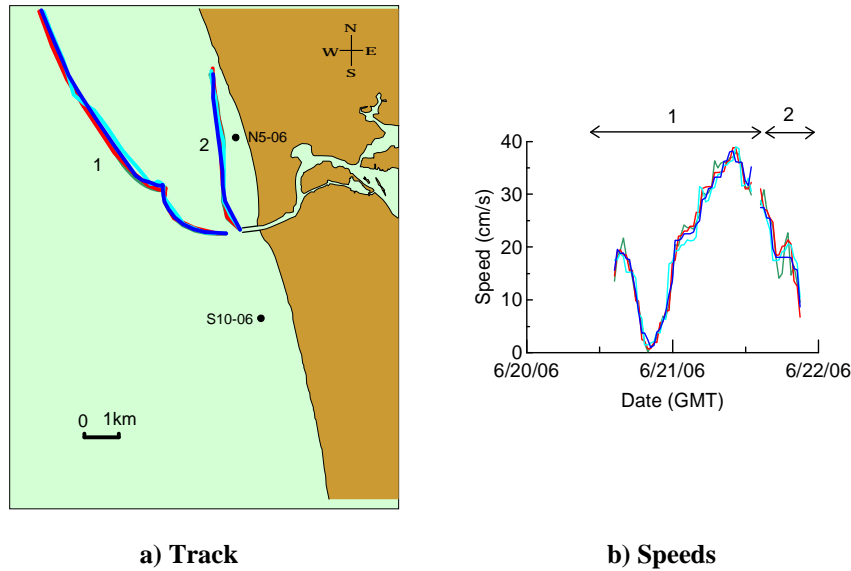 N
W E
S
1
2
N5-06
S10-06
0 1km
a) Track
1 2
40
30
20
10
0
Speed (cm/s)
6/20/06 6/21/06 6/22/06
Date (GMT)
b) Speeds